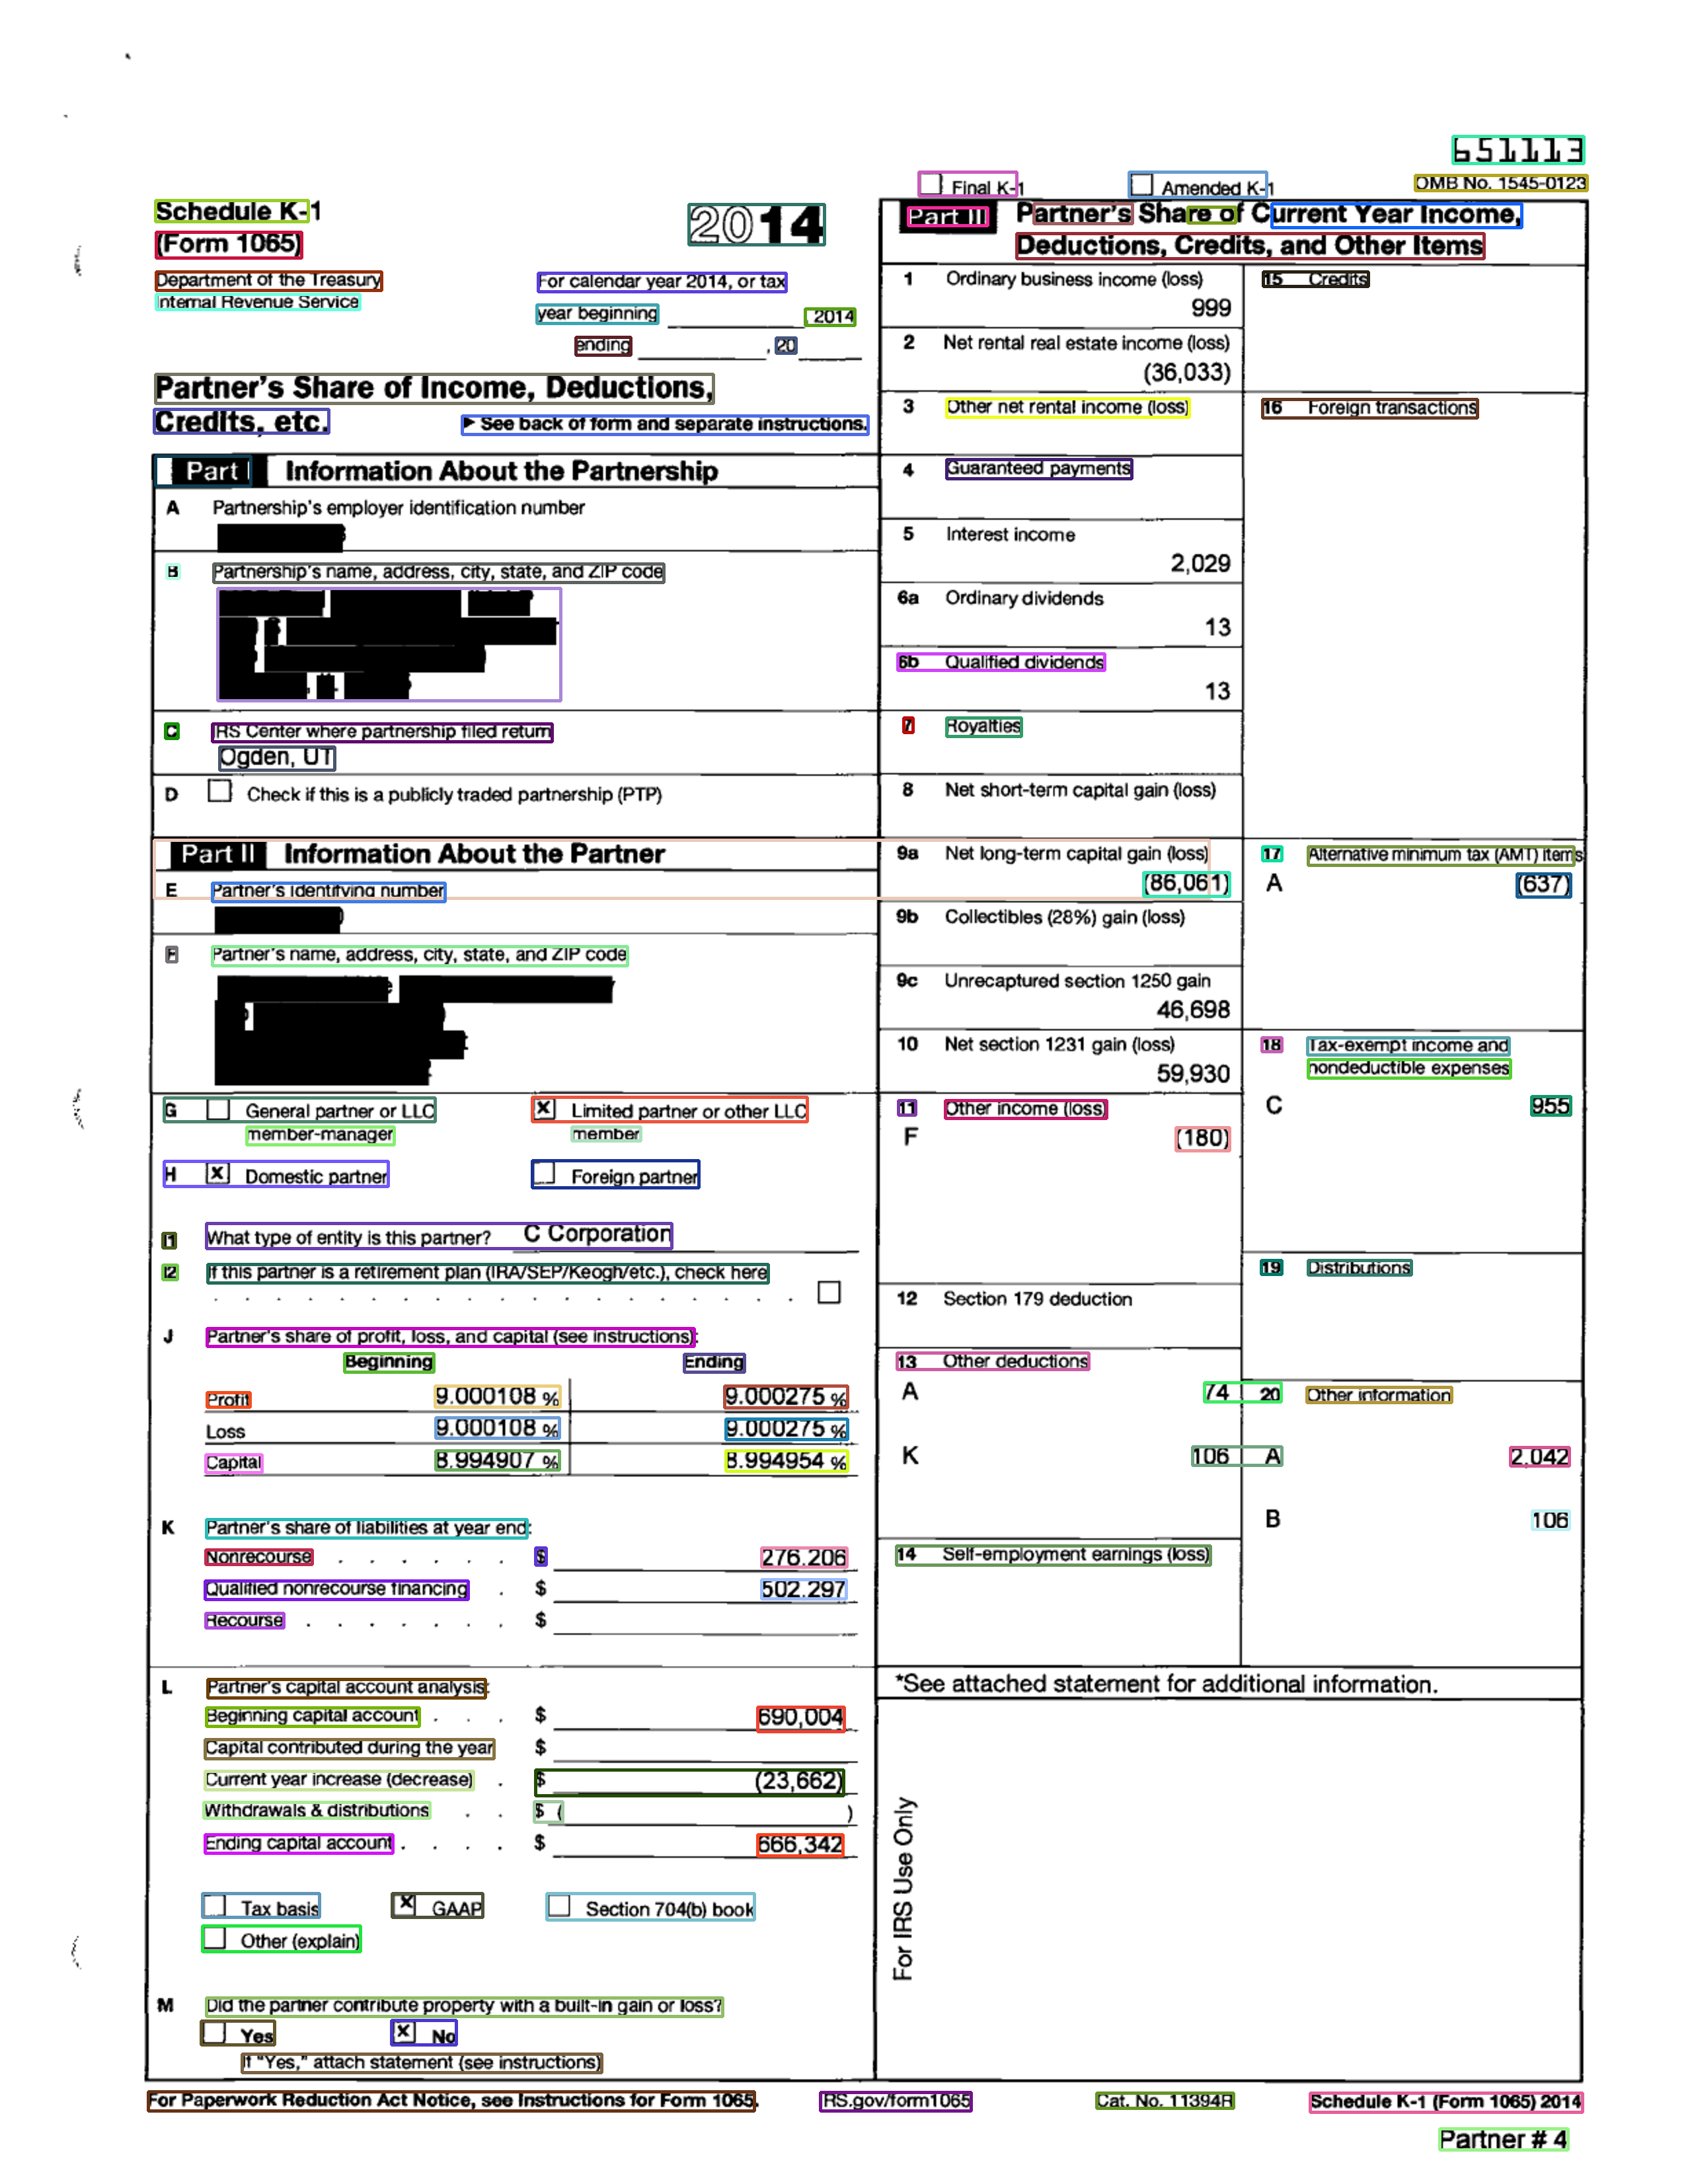 651113
Final K-1 Amended K-1 OMB No. 1545-0123
Schedule K-1
(Form 1065)
2014
Department of the Treasury
Internal Revenue Service
For calendar year 2014, or tax
year beginning , 2014
ending , 20
Partner's Share of Income, Deductions,
Credits, etc. ► See back of form and separate instructions.
Part I Information About the Partnership
A Partnership's employer identification number
B Partnership's name, address, city, state, and ZIP code
C IRS Center where partnership filed return
Ogden, UT
D Check if this is a publicly traded partnership (PTP)
Part II Information About the Partner
E Partner's identifying number
F Partner's name, address, city, state, and ZIP code
G General partner or LLC
member-manager
X Limited partner or other LLC
member
H X Domestic partner Foreign partner
I1 What type of entity is this partner? C Corporation
I2 If this partner is a retirement plan (IRA/SEP/Keogh/etc.), check here
. . . . . . . . . . . . . . . . . . .
J Partner's share of profit, loss, and capital (see instructions):
Beginning Ending
Profit 9.000108 % 9.000275 %
Loss 9.000108 % 9.000275 %
Capital 8.994907 % 8.994954 %
K Partner's share of liabilities at year end:
Nonrecourse . . . . . . $ 276,206
Qualified nonrecourse financing . $ 502,297
Recourse . . . . . . . $
L Partner's capital account analysis:
Beginning capital account . . . $ 690,004
Capital contributed during the year $
Current year increase (decrease) . $ (23,662)
Withdrawals & distributions . . $ ( )
Ending capital account . . . . $ 666,342
Tax basis X GAAP Section 704(b) book
Other (explain)
M Did the partner contribute property with a built-in gain or loss?
Yes X No
If "Yes," attach statement (see instructions)
Part III Partner's Share of Current Year Income,
Deductions, Credits, and Other Items
1 Ordinary business income (loss)
999
2 Net rental real estate income (loss)
(36,033)
3 Other net rental income (loss)
4 Guaranteed payments
5 Interest income
2,029
6a Ordinary dividends
13
6b Qualified dividends
13
7 Royalties
8 Net short-term capital gain (loss)
9a Net long-term capital gain (loss)
(86,061)
9b Collectibles (28%) gain (loss)
9c Unrecaptured section 1250 gain
46,698
10 Net section 1231 gain (loss)
59,930
11 Other income (loss)
F (180)
12 Section 179 deduction
13 Other deductions
A 74
K 106
14 Self-employment earnings (loss)
15 Credits
16 Foreign transactions
17 Alternative minimum tax (AMT) items
A (637)
18 Tax-exempt income and
nondeductible expenses
C 955
19 Distributions
20 Other information
A 2,042
B 106
*See attached statement for additional information.
For IRS Use Only
For Paperwork Reduction Act Notice, see Instructions for Form 1065. IRS.gov/form1065 Cat. No. 11394R Schedule K-1 (Form 1065) 2014
Partner # 4